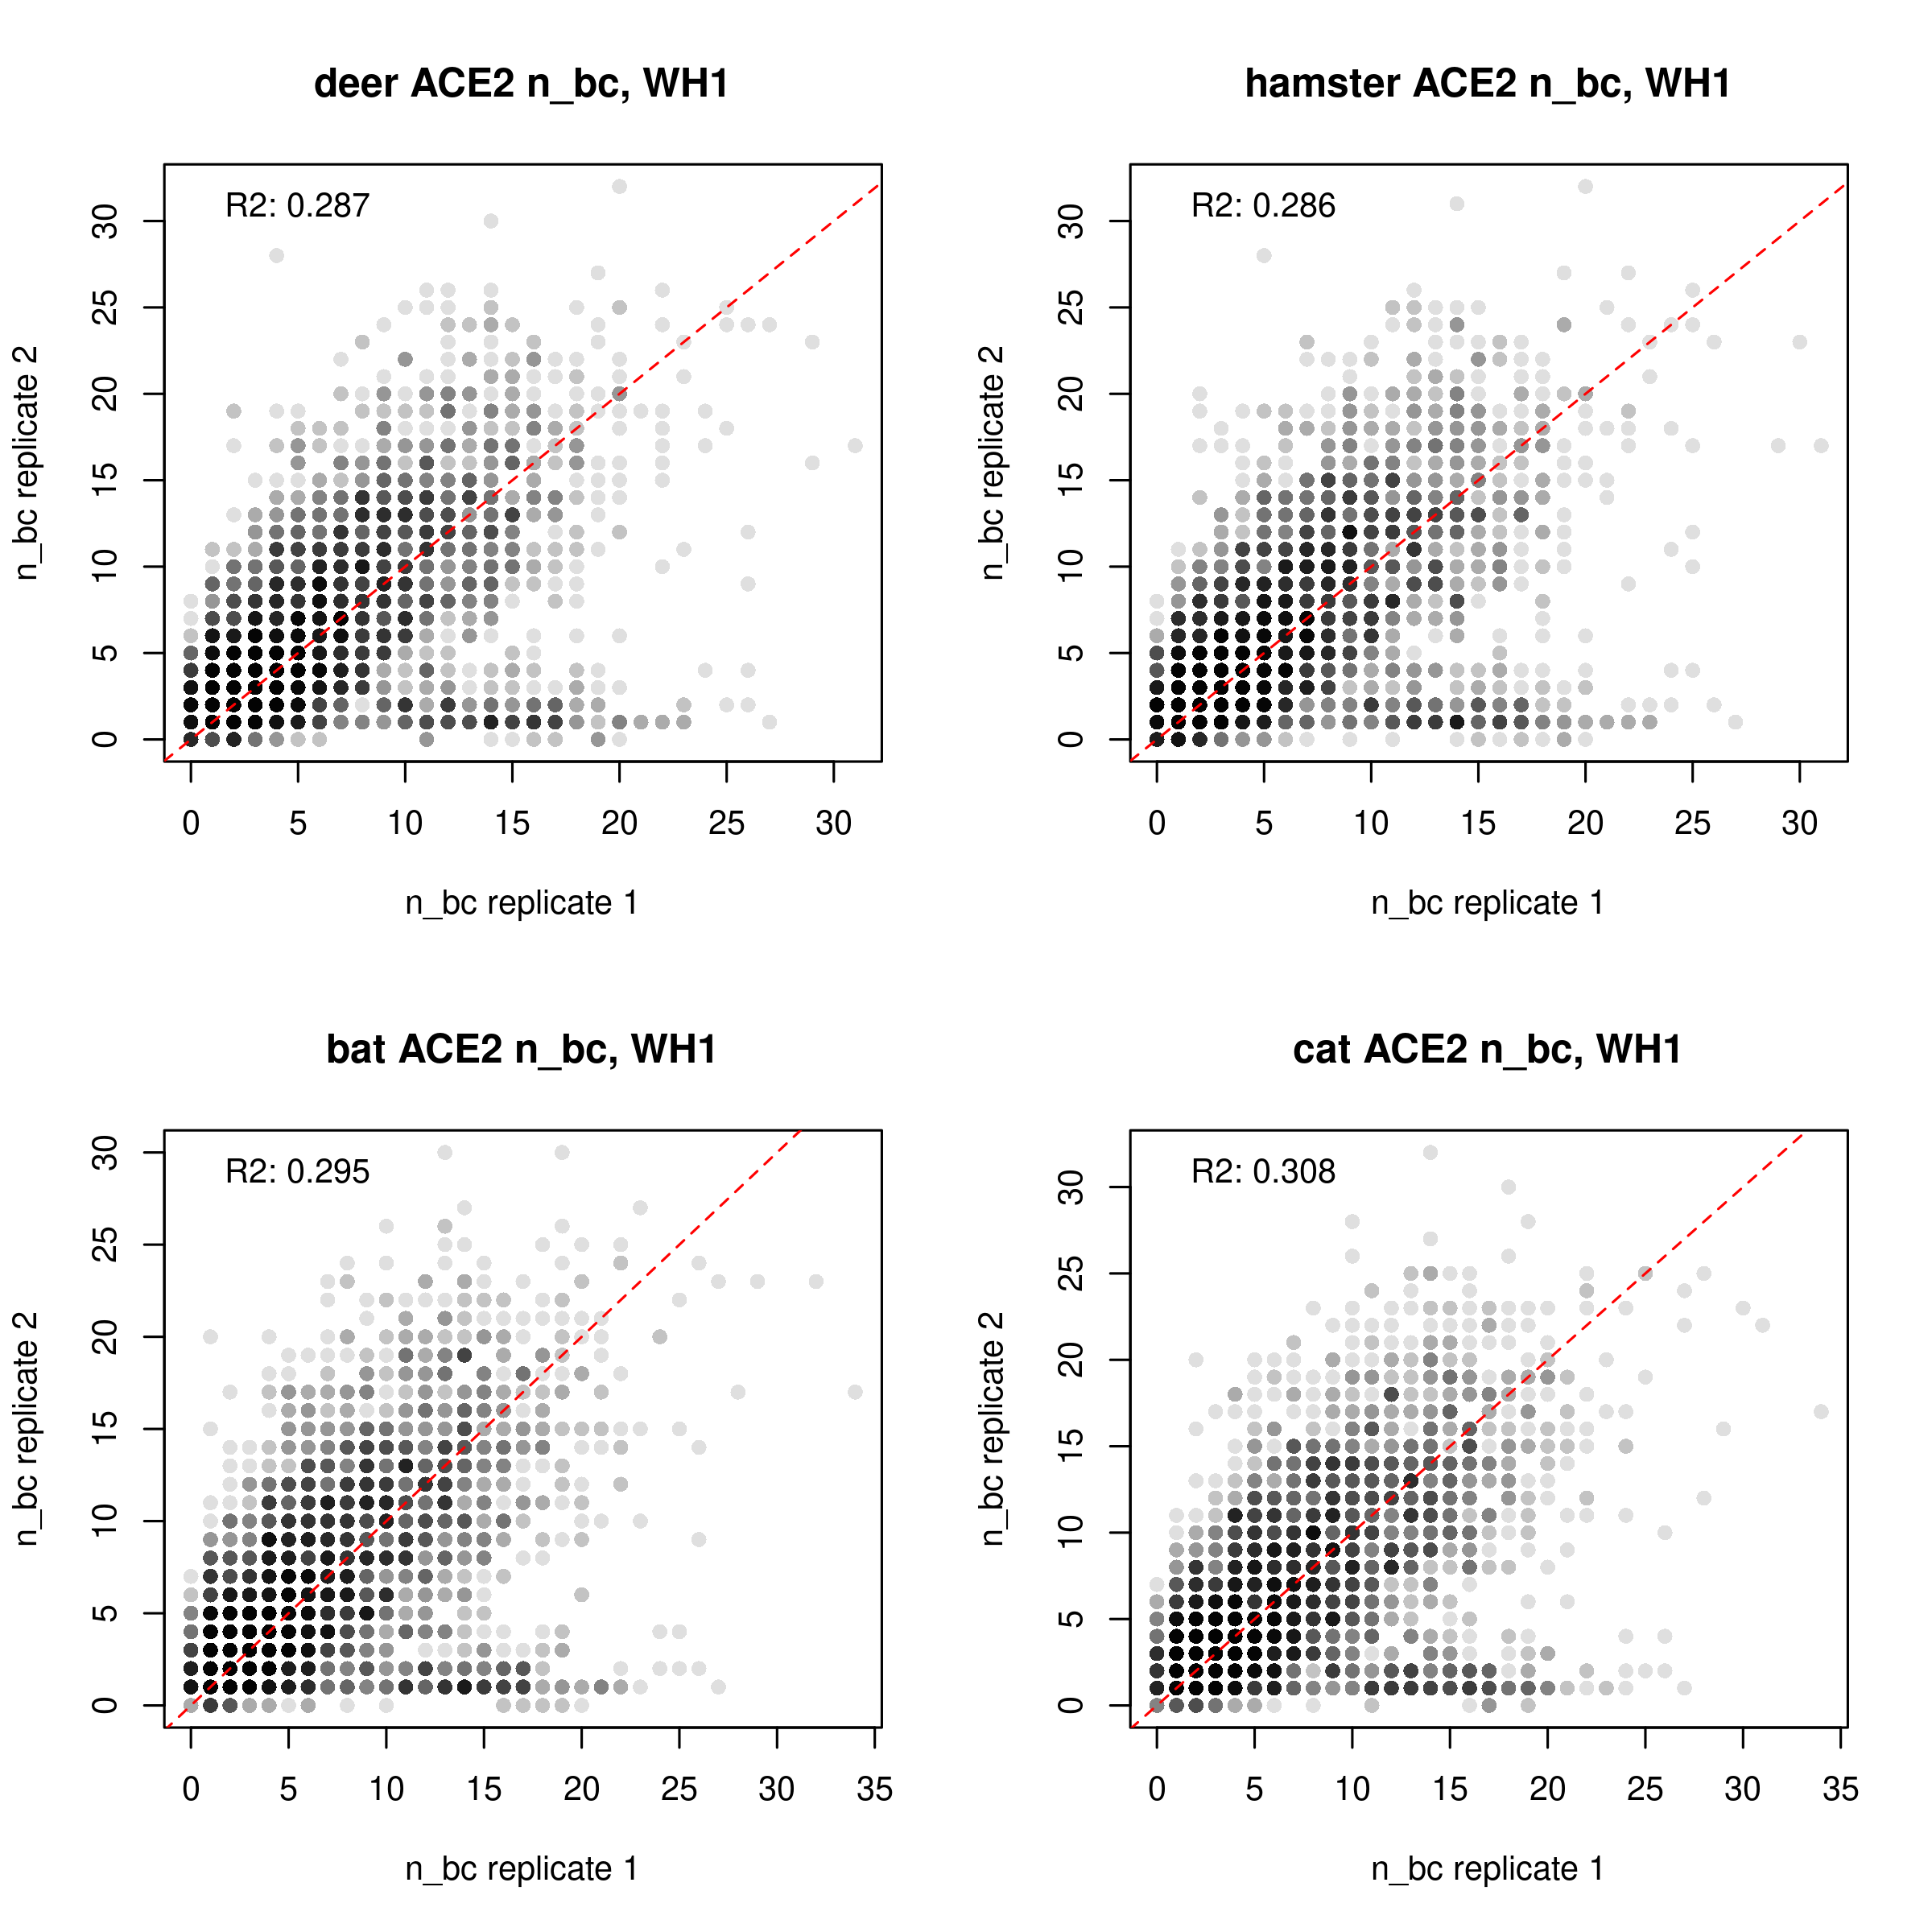 deer ACE2 n_bc, WH1
R2: 0.287
n_bc replicate 2
0 5 10 15 20 25 30
0 5 10 15 20 25 30
n_bc replicate 1
hamster ACE2 n_bc, WH1
R2: 0.286
n_bc replicate 2
0 5 10 15 20 25 30
0 5 10 15 20 25 30
n_bc replicate 1
bat ACE2 n_bc, WH1
R2: 0.295
n_bc replicate 2
0 5 10 15 20 25 30
0 5 10 15 20 25 30 35
n_bc replicate 1
cat ACE2 n_bc, WH1
R2: 0.308
n_bc replicate 2
0 5 10 15 20 25 30
0 5 10 15 20 25 30 35
n_bc replicate 1